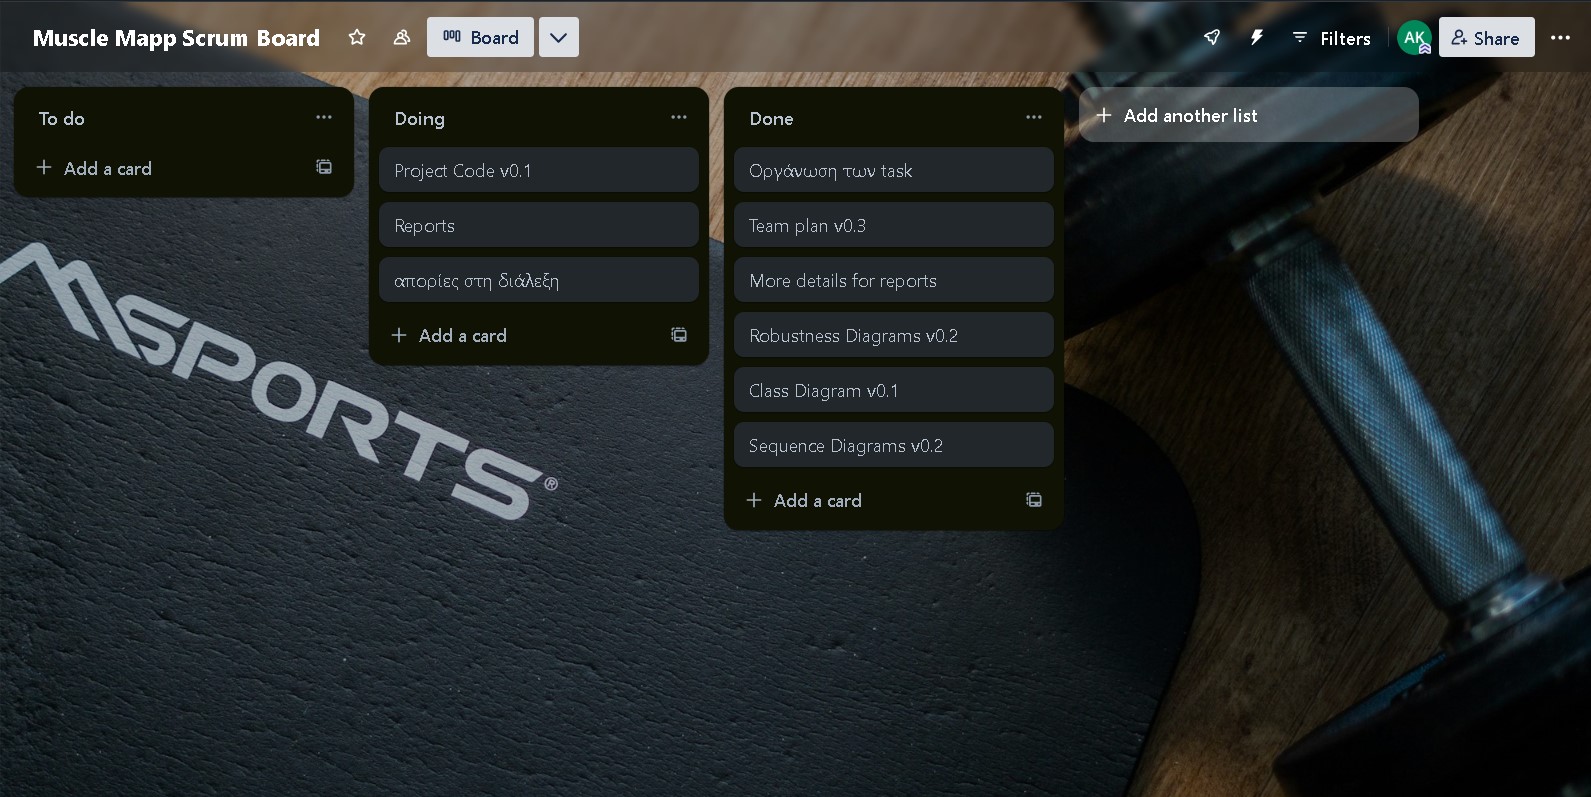 Muscle Mapp Scrum Board
Board
Filters
AK
Share
To do
Add a card
Doing
Project Code v0.1
Reports
απορίες στη διάλεξη
Add a card
Done
Οργάνωση των task
Team plan v0.3
More details for reports
Robustness Diagrams v0.2
Class Diagram v0.1
Sequence Diagrams v0.2
Add a card
Add another list
MSPORTS®